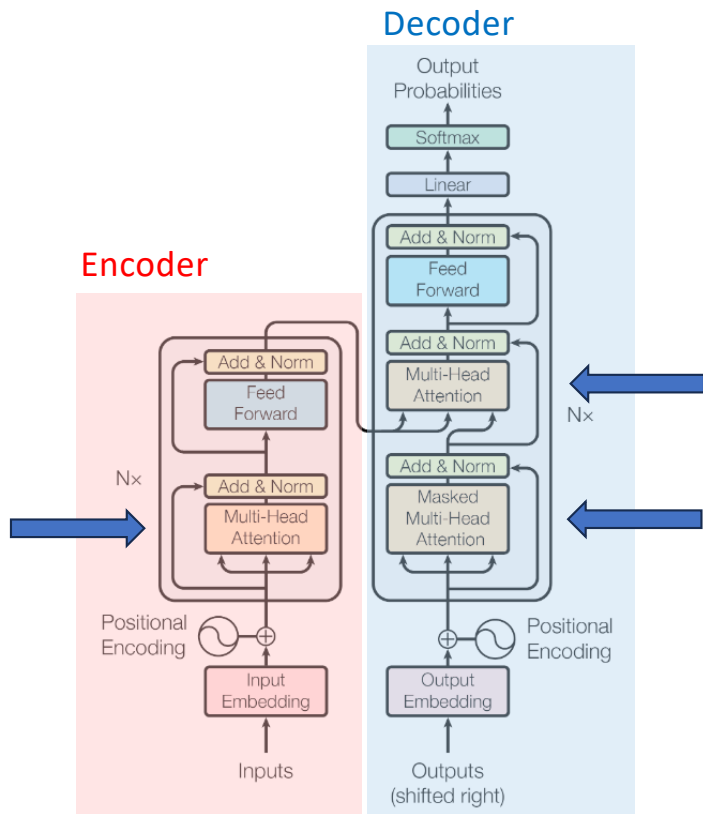 Decoder
Output
Probabilities
Softmax
Linear
Add & Norm
Feed
Forward
Add & Norm
Multi-Head
Attention
N×
Add & Norm
Masked
Multi-Head
Attention
Positional
Encoding
Output
Embedding
Outputs
(shifted right)
Encoder
Add & Norm
Feed
Forward
N×
Add & Norm
Multi-Head
Attention
Positional
Encoding
Input
Embedding
Inputs